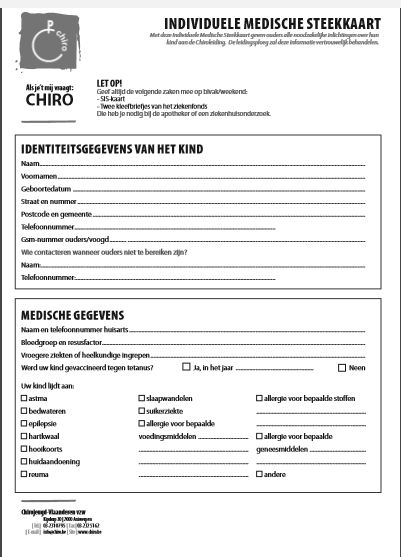 chiro
INDIVIDUELE MEDISCHE STEEKKAART
Met deze Individuele Medische Steekkaart geven ouders alle noodzakelijke inlichtingen over hun
kind aan de Chiroleiding. De leidingsploeg zal deze informatie vertrouwelijk behandelen.
Als je 't mij vraagt:
CHIRO
LET OP!
Geef altijd de volgende zaken mee op bivak/weekend:
- SIS-kaart
- Twee kleefbriefjes van het ziekenfonds
Die heb je nodig bij de apotheker of een ziekenhuisonderzoek.
IDENTITEITSGEGEVENS VAN HET KIND
Naam
Voornamen
Geboortedatum
Straat en nummer
Postcode en gemeente
Telefoonnummer
Gsm-nummer ouders/voogd
Wie contacteren wanneer ouders niet te bereiken zijn?
Naam:
Telefoonnummer:
MEDISCHE GEGEVENS
Naam en telefoonnummer huisarts
Bloedgroep en resusfactor
Vroegere ziekten of heelkundige ingrepen
Werd uw kind gevaccineerd tegen tetanus? Ja, in het jaar Neen
Uw kind lijdt aan:
astma slaapwandelen allergie voor bepaalde stoffen
bedwateren suikerziekte
epilepsie allergie voor bepaalde
hartkwaal voedingsmiddelen allergie voor bepaalde
hooikoorts geneesmiddelen
huidaandoening
reuma andere
Chirojeugd-Vlaanderen vzw
Kipdorp 30 | 2000 Antwerpen
[Tel] 03-231 07 95 | Fax | 03-232 51 62
[E-mail] info@chiro.be | Site | www.chiro.be